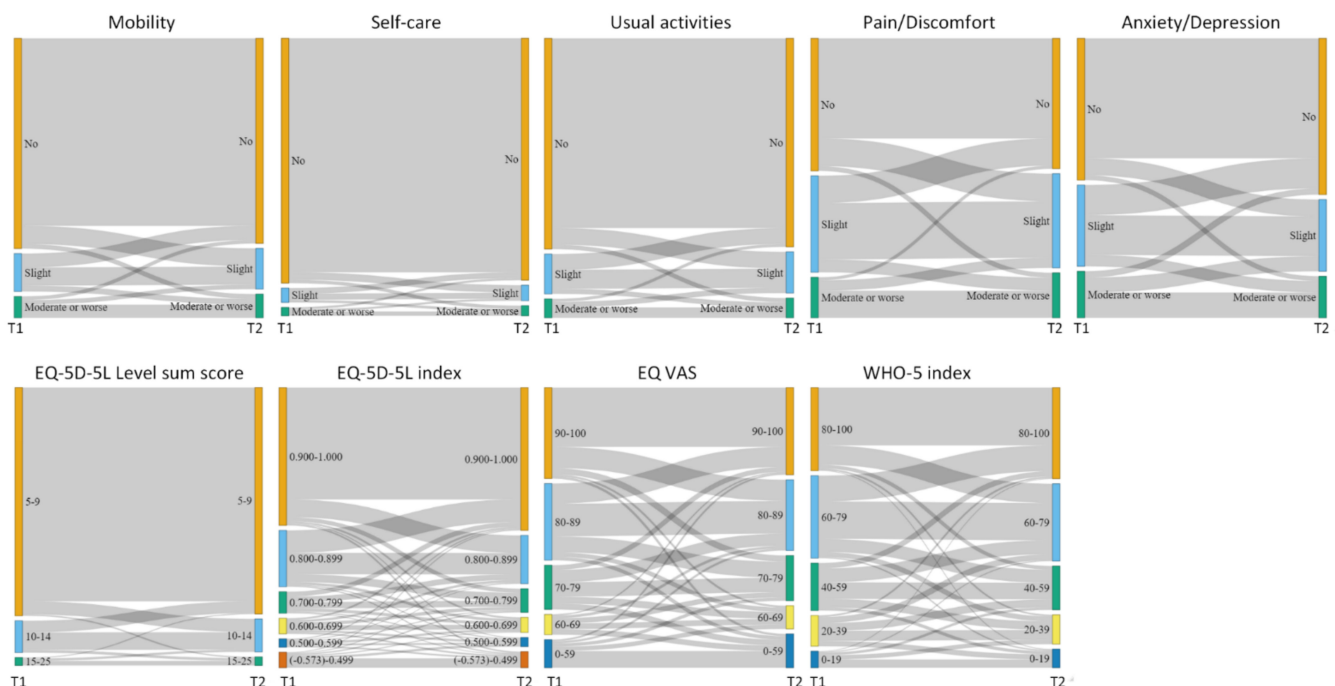 Mobility
No
No
Slight
Slight
Moderate or worse
Moderate or worse
T1
T2
Self-care
No
No
Slight
Slight
Moderate or worse
Moderate or worse
T1
T2
Usual activities
No
No
Slight
Slight
Moderate or worse
Moderate or worse
T1
T2
Pain/Discomfort
No
No
Slight
Slight
Moderate or worse
Moderate or worse
T1
T2
Anxiety/Depression
No
No
Slight
Slight
Moderate or worse
Moderate or worse
T1
T2
EQ-5D-5L Level sum score
5-9
5-9
10-14
10-14
15-25
15-25
T1
T2
EQ-5D-5L index
0.900-1.000
0.900-1.000
0.800-0.899
0.800-0.899
0.700-0.799
0.700-0.799
0.600-0.699
0.600-0.699
0.500-0.599
0.500-0.599
(-0.573)-0.499
(-0.573)-0.499
T1
T2
EQ VAS
90-100
90-100
80-89
80-89
70-79
70-79
60-69
60-69
0-59
0-59
T1
T2
WHO-5 index
80-100
80-100
60-79
60-79
40-59
40-59
20-39
20-39
0-19
0-19
T1
T2